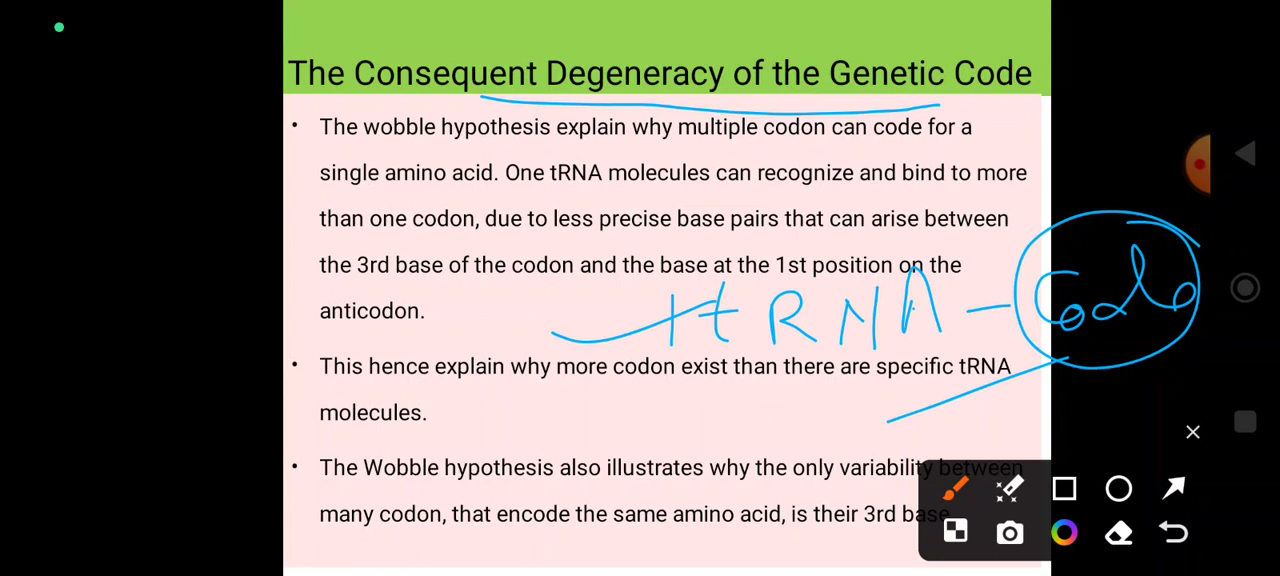 The Consequent Degeneracy of the Genetic Code
• The wobble hypothesis explain why multiple codon can code for a
single amino acid. One tRNA molecules can recognize and bind to more
than one codon, due to less precise base pairs that can arise between
the 3rd base of the codon and the base at the 1st position on the
anticodon.
1 tRNA -
• This hence explain why more codon exist than there are specific tRNA
molecules.
• The Wobble hypothesis also illustrates why the only variability between
many codon, that encode the same amino acid, is their 3rd base